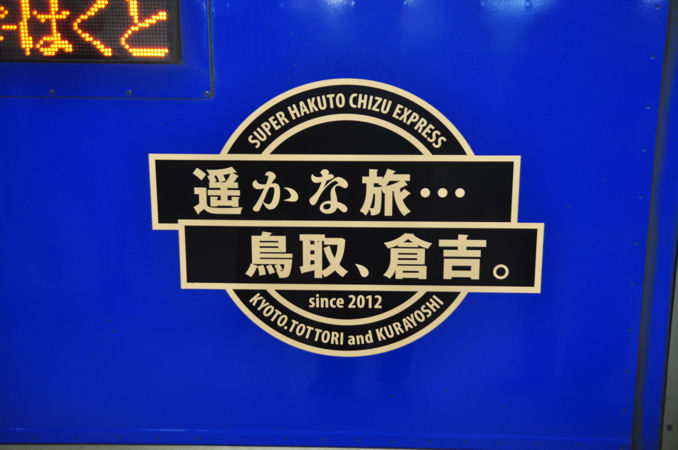 はくと
SUPER HAKUTO CHIZU EXPRESS
遥かな旅…
鳥取、倉吉。
since 2012
KYOTO.TOTTORI and KURAYOSHI